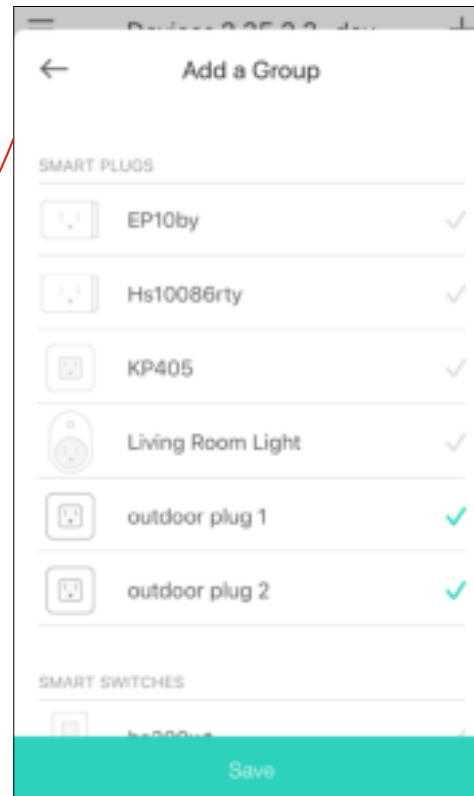 Add a Group
SMART PLUGS
EP10by
Hs10086rty
KP405
Living Room Light
outdoor plug 1
outdoor plug 2
SMART SWITCHES
Save